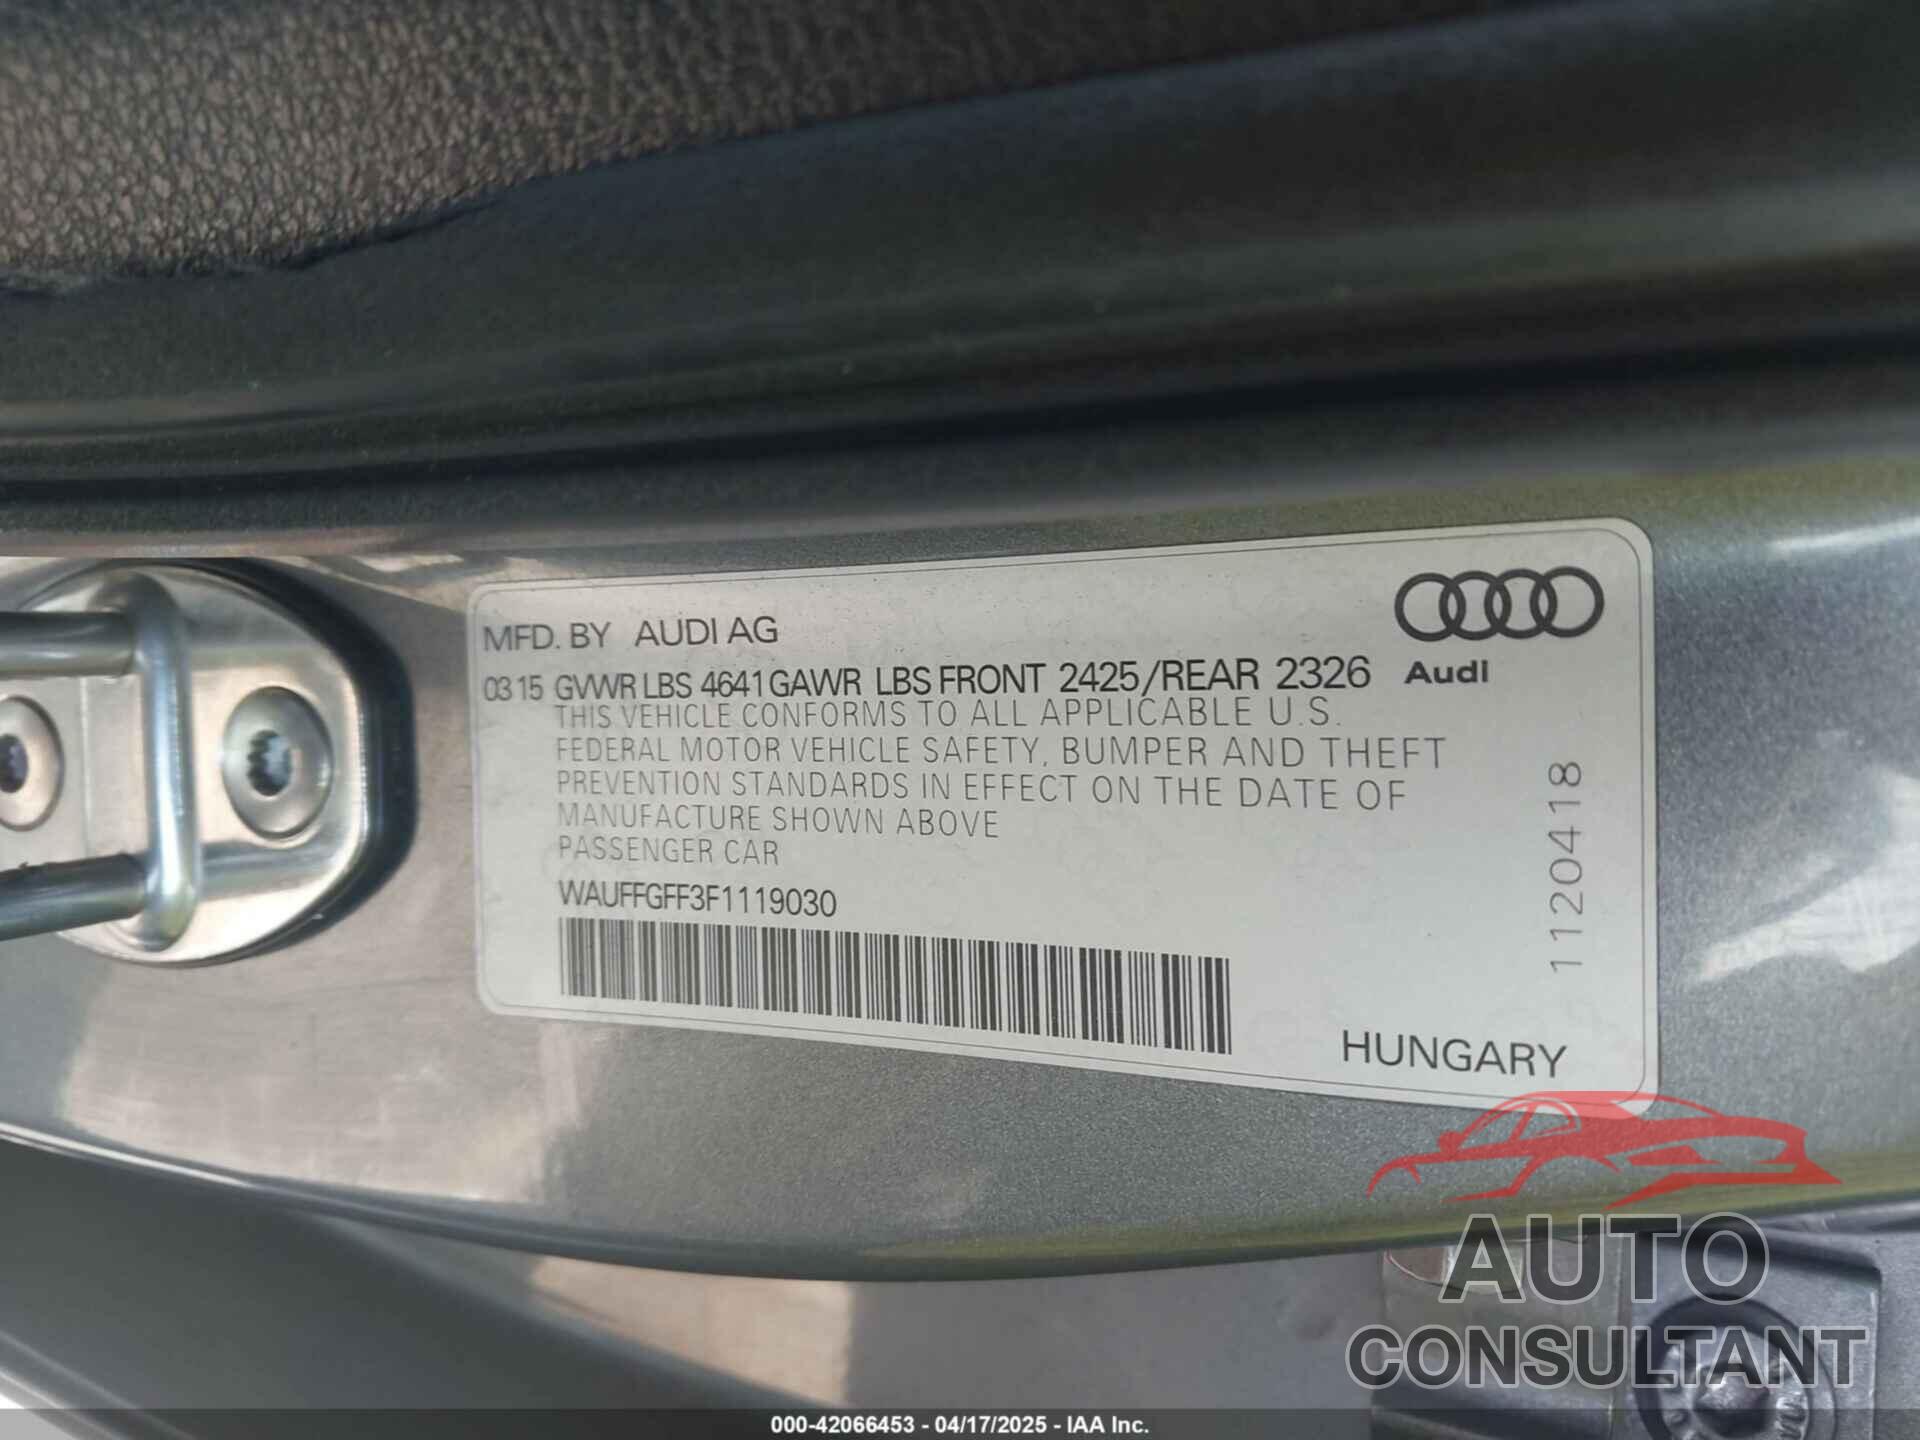 MFD. BY AUDI AG
03 15 GVWR LBS 4641 GAWR LBS FRONT 2425/REAR 2326
Audi
THIS VEHICLE CONFORMS TO ALL APPLICABLE U.S.
FEDERAL MOTOR VEHICLE SAFETY, BUMPER AND THEFT
PREVENTION STANDARDS IN EFFECT ON THE DATE OF
MANUFACTURE SHOWN ABOVE
PASSENGER CAR
WAUFFGFF3F1119030
1120418
HUNGARY
AUTO
CONSULTANT
000-42066453 - 04/17/2025 - IAA Inc.